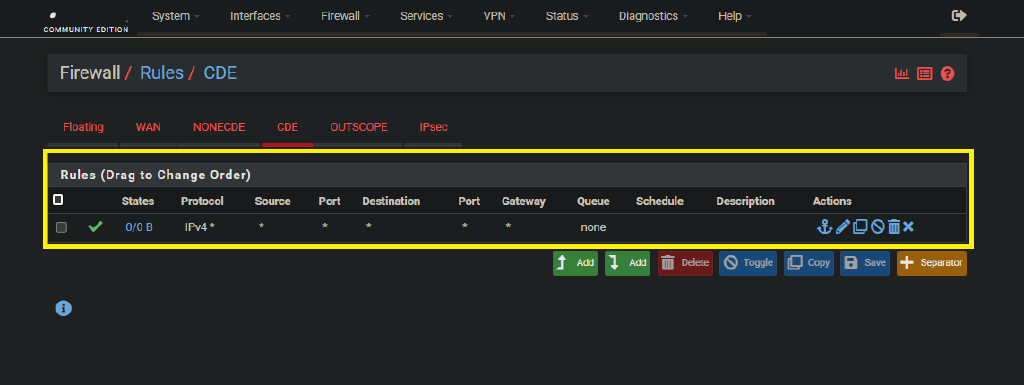 System Interfaces Firewall Services VPN Status Diagnostics Help
COMMUNITY EDITION
Firewall / Rules / CDE
Floating WAN NONECDE CDE OUTSCOPE IPsec
Rules (Drag to Change Order)
States Protocol Source Port Destination Port Gateway Queue Schedule Description Actions
0/0 B IPv4 * * * * * * none
Add Add Delete Toggle Copy Save Separator